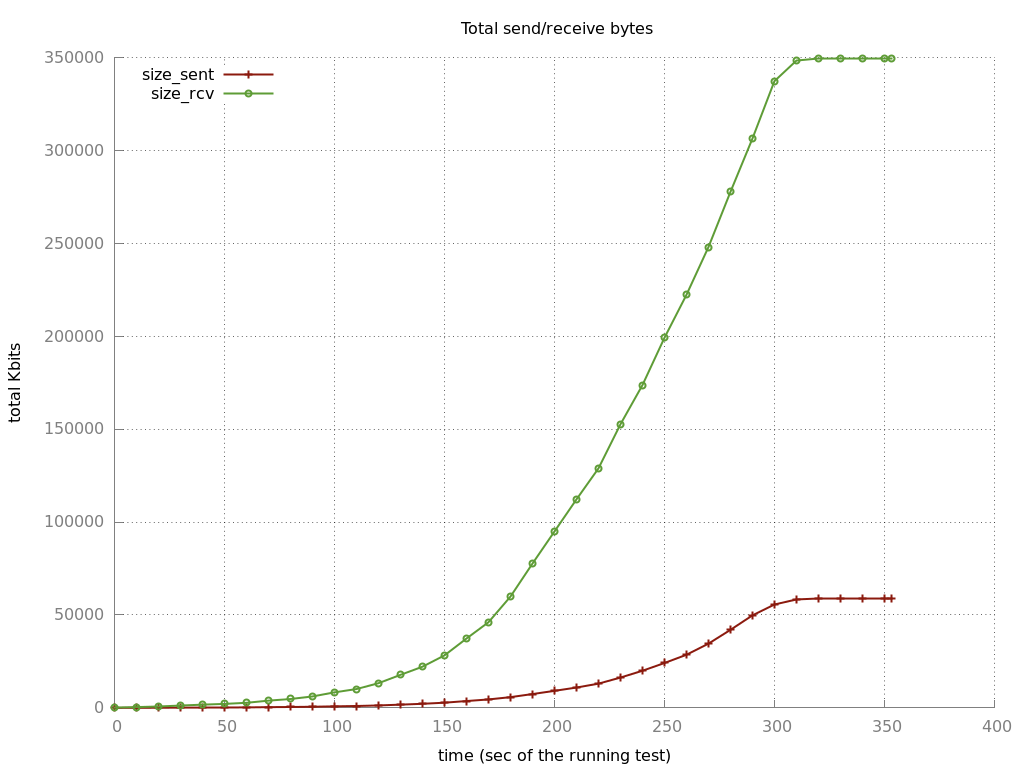 Total send/receive bytes
350000
size_sent
size_rcv
300000
250000
200000
total Kbits
150000
100000
50000
0
0 50 100 150 200 250 300 350 400
time (sec of the running test)